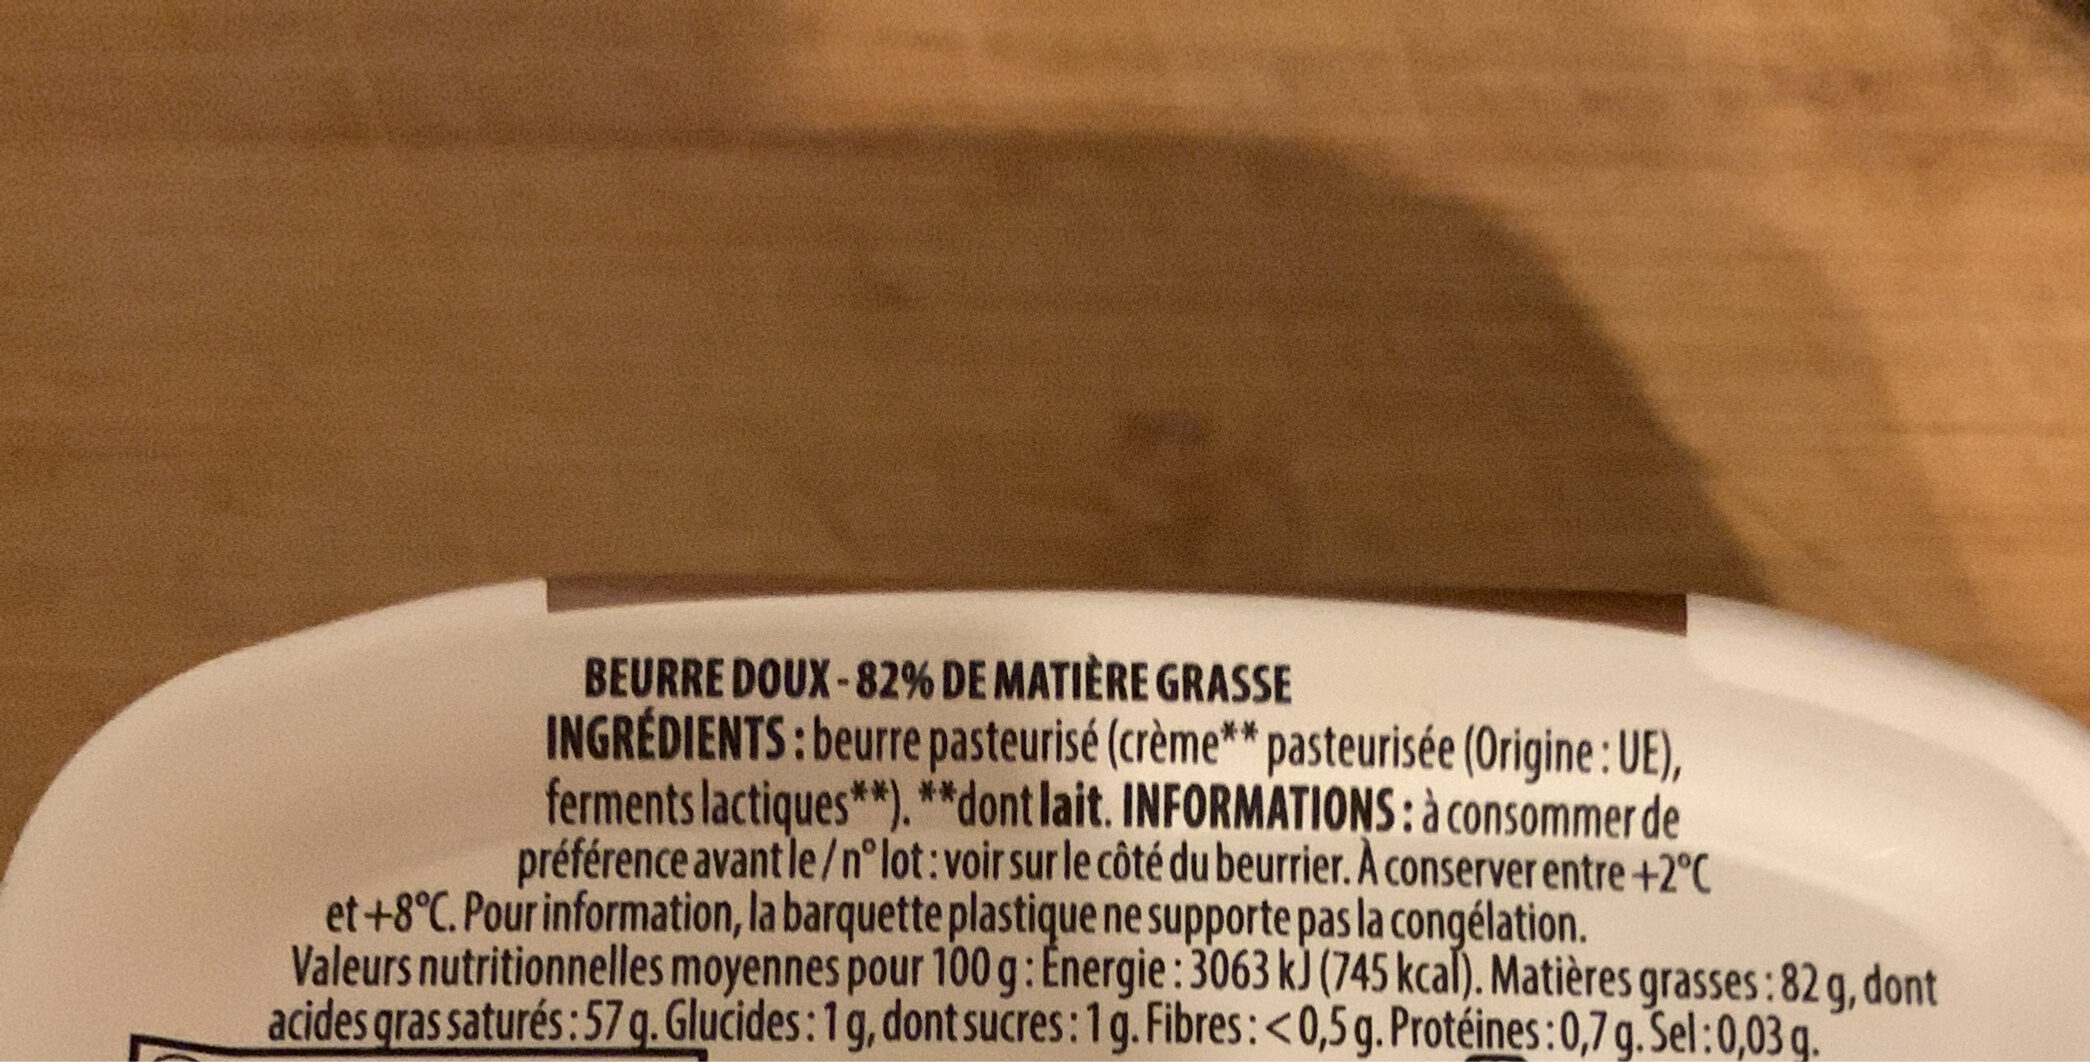 BEURRE DOUX - 82% DE MATIÈRE GRASSE
INGRÉDIENTS : beurre pasteurisé (crème** pasteurisée (Origine : UE),
ferments lactiques**). **dont lait. INFORMATIONS : à consommer de
préférence avant le / n° lot : voir sur le côté du beurrier. À conserver entre +2°C
et +8°C. Pour information, la barquette plastique ne supporte pas la congélation.
Valeurs nutritionnelles moyennes pour 100 g : Énergie : 3063 kJ (745 kcal). Matières grasses : 82 g, dont
acides gras saturés : 57 g. Glucides : 1 g, dont sucres : 1 g. Fibres : < 0,5 g. Protéines : 0,7 g. Sel : 0,03 g.